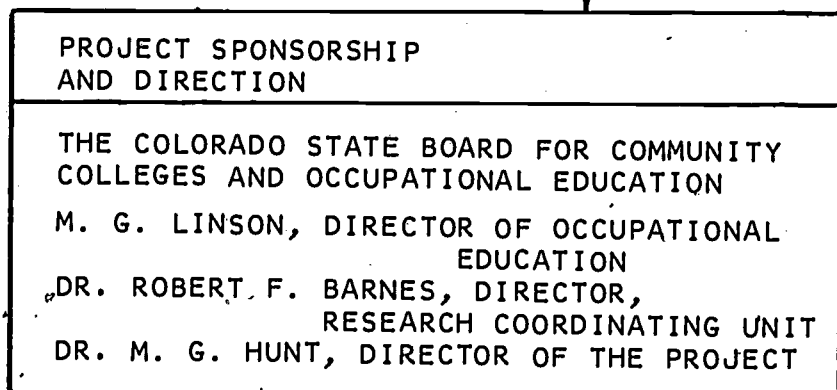 PROJECT SPONSORSHIP
AND DIRECTION
THE COLORADO STATE BOARD FOR COMMUNITY
COLLEGES AND OCCUPATIONAL EDUCATION
M. G. LINSON, DIRECTOR OF OCCUPATIONAL
EDUCATION
DR. ROBERT F. BARNES, DIRECTOR,
RESEARCH COORDINATING UNIT
DR. M. G. HUNT, DIRECTOR OF THE PROJECT